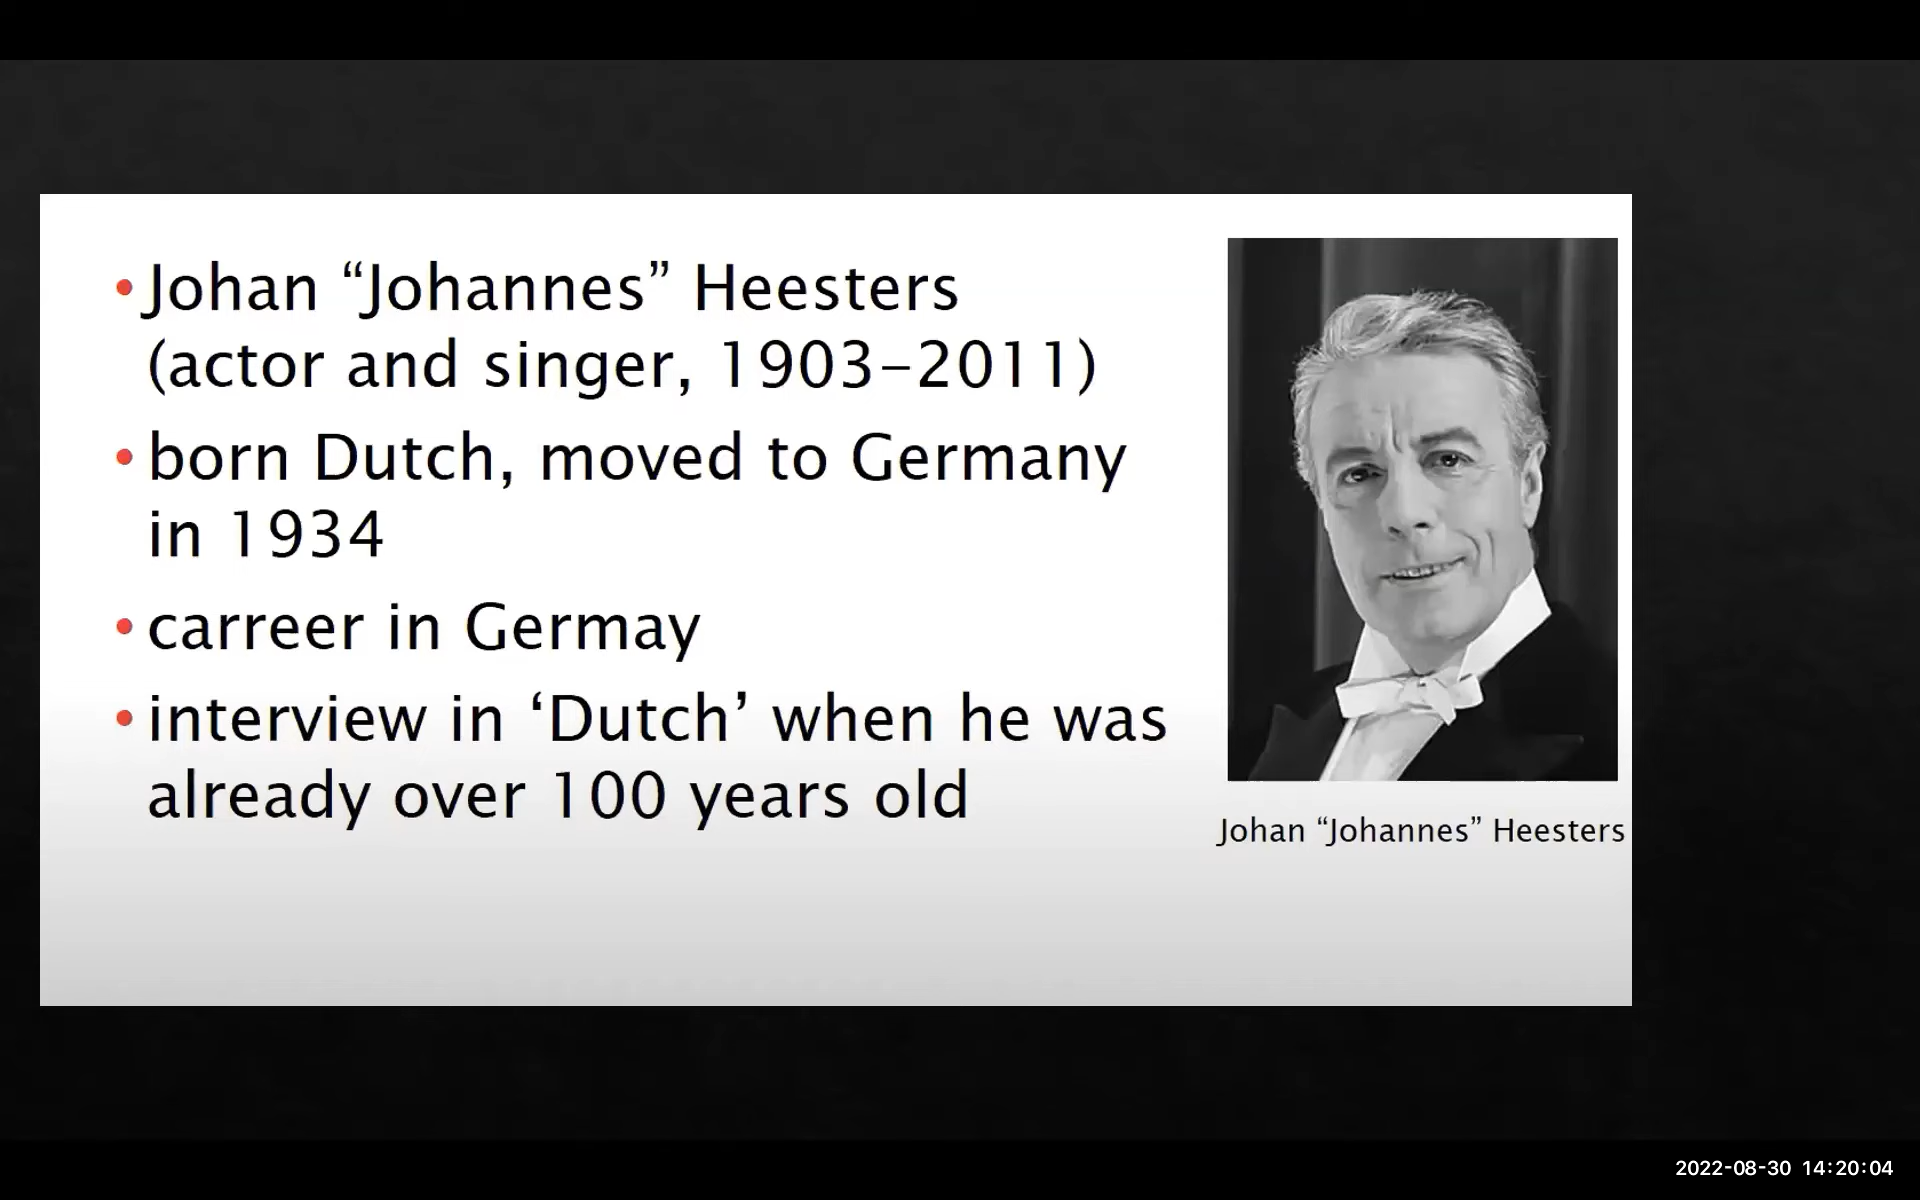 • Johan “Johannes” Heesters
(actor and singer, 1903–2011)
• born Dutch, moved to Germany
in 1934
• carreer in Germay
• interview in ‘Dutch’ when he was
already over 100 years old
Johan “Johannes” Heesters
2022-08-30 14:20:04